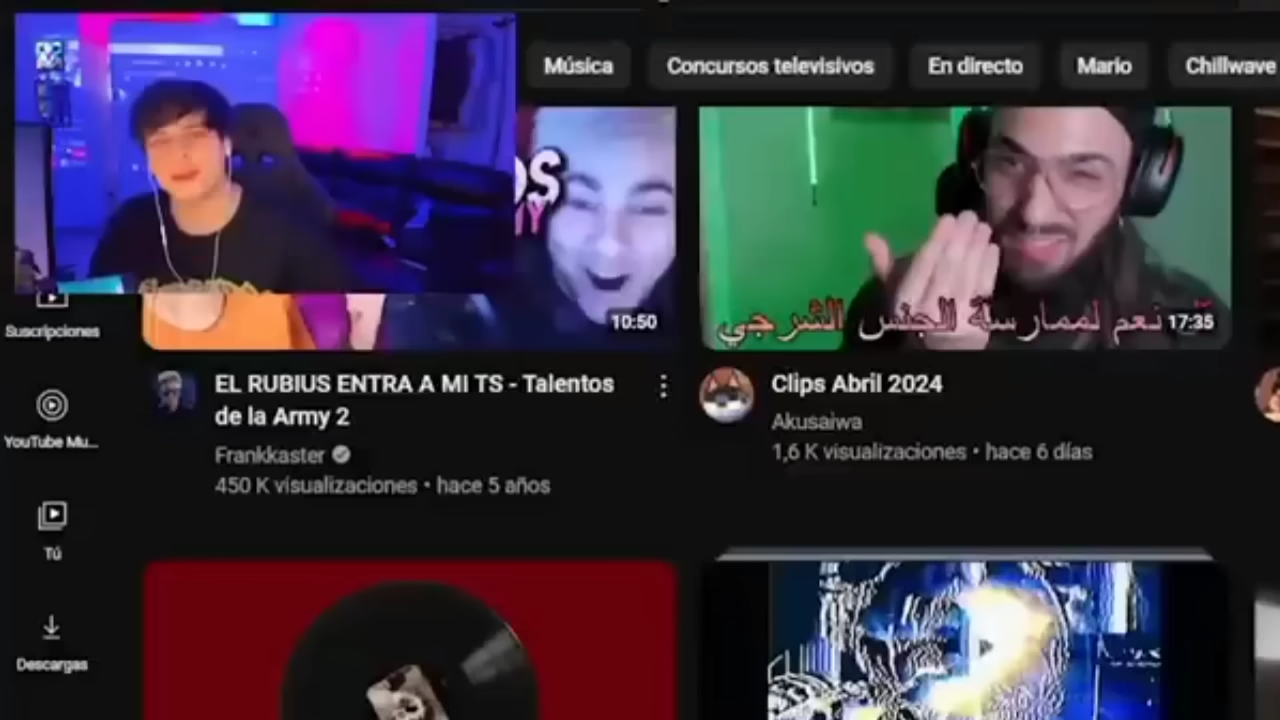 Música
Concursos televisivos
En directo
Mario
Chillwave
OS
MY
10:50
نعم لممارسة الجنس الشرجي
17:35
Suscripciones
EL RUBIUS ENTRA A MI TS - Talentos
de la Army 2
Frankkaster
450 K visualizaciones • hace 5 años
Clips Abril 2024
Akusaiwa
1,6 K visualizaciones • hace 6 días
YouTube Mu...
Tú
Descargas